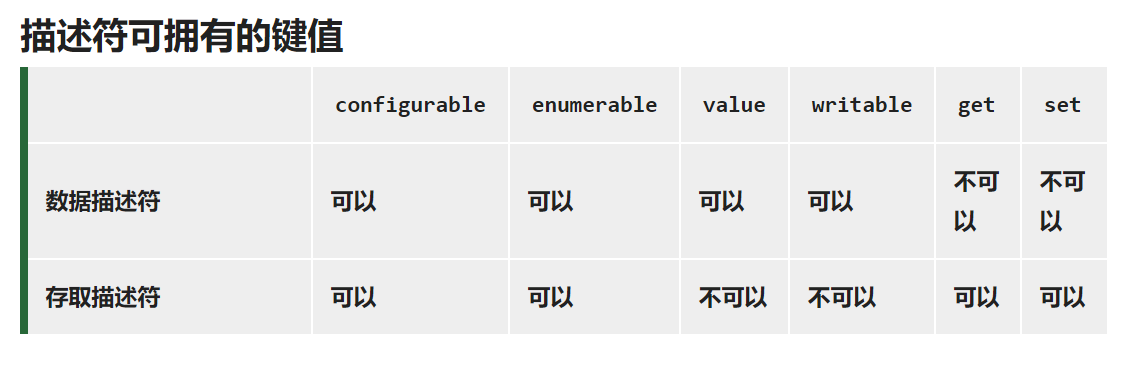 描述符可拥有的键值
configurable enumerable value writable get set
数据描述符 可以 可以 可以 可以 不可以 不可以
存取描述符 可以 可以 不可以 不可以 可以 可以